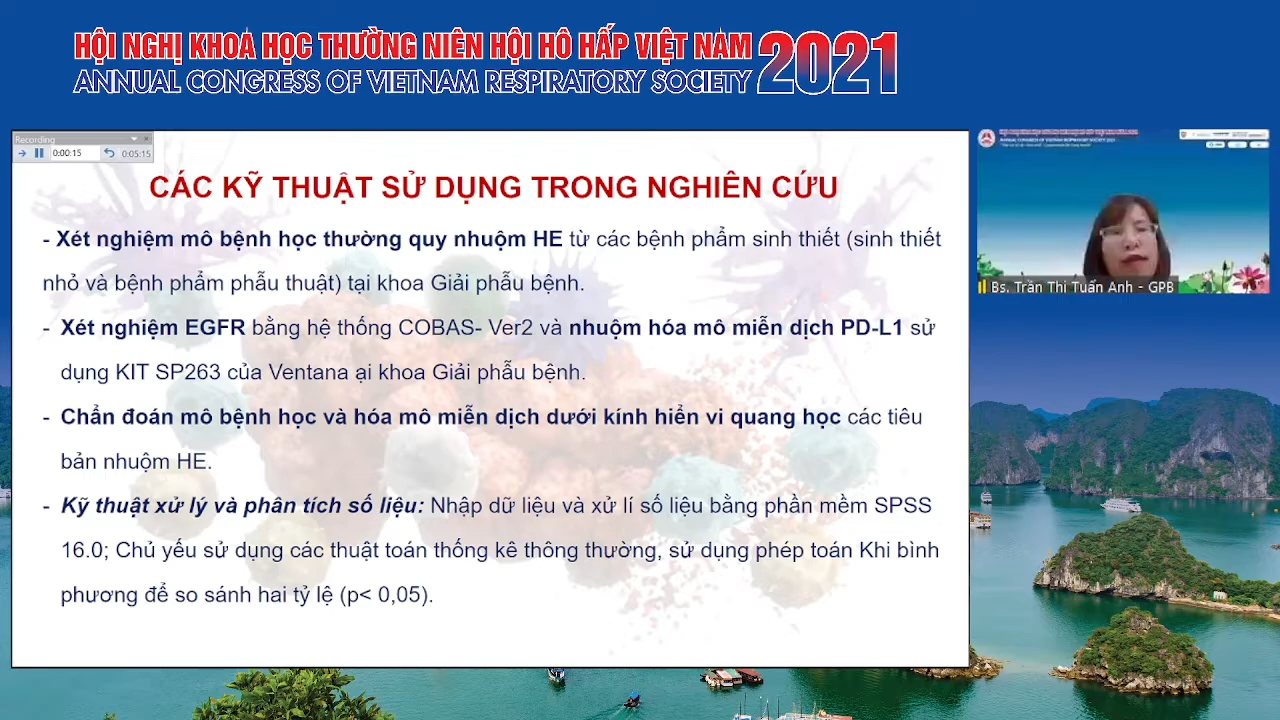 HỘI NGHỊ KHOA HỌC THƯỜNG NIÊN HỘI HÔ HẤP VIỆT NAM 2021
ANNUAL CONGRESS OF VIETNAM RESPIRATORY SOCIETY
Recording
0:00:15 0:05:15
CÁC KỸ THUẬT SỬ DỤNG TRONG NGHIÊN CỨU
- Xét nghiệm mô bệnh học thường quy nhuộm HE từ các bệnh phẩm sinh thiết (sinh thiết
nhỏ và bệnh phẩm phẫu thuật) tại khoa Giải phẫu bệnh.
- Xét nghiệm EGFR bằng hệ thống COBAS- Ver2 và nhuộm hóa mô miễn dịch PD-L1 sử
dụng KIT SP263 của Ventana ại khoa Giải phẫu bệnh.
- Chẩn đoán mô bệnh học và hóa mô miễn dịch dưới kính hiển vi quang học các tiêu
bản nhuộm HE.
- Kỹ thuật xử lý và phân tích số liệu: Nhập dữ liệu và xử lí số liệu bằng phần mềm SPSS
16.0; Chủ yếu sử dụng các thuật toán thống kê thông thường, sử dụng phép toán Khi bình
phương để so sánh hai tỷ lệ (p< 0,05).
Bs. Trần Thi Tuấn Anh - GPB